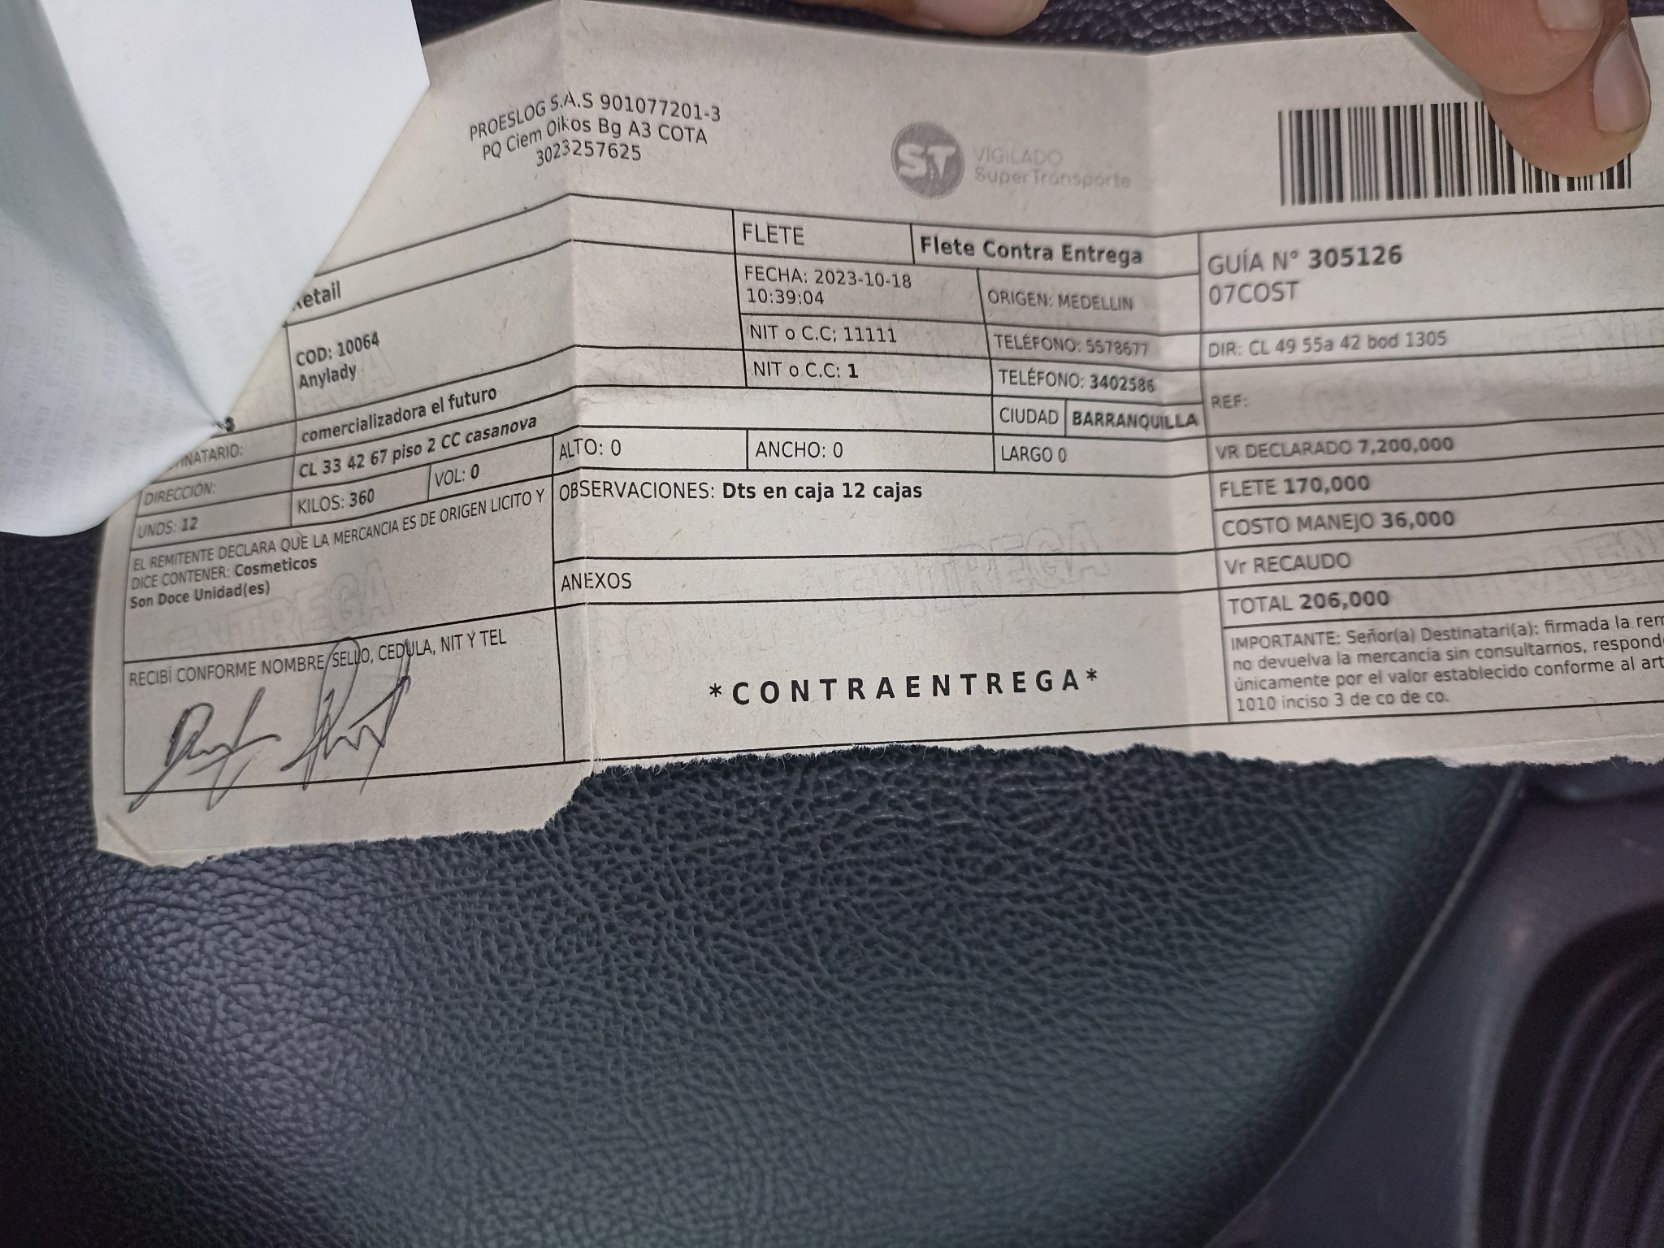 PROESLOG S.A.S 901077201-3
PQ Ciem Oikos Bg A3 COTA
3023257625
ST VIGILADO
SuperTransporte
etail
FLETE Flete Contra Entrega
GUÍA N° 305126
07COST
COD: 10064
Anylady
FECHA: 2023-10-18
10:39:04
ORIGEN: MEDELLIN
NIT o C.C; 11111
TELÉFONO: 5578677
DIR: CL 49 55a 42 bod 1305
comercializadora el futuro
NIT o C.C: 1
TELÉFONO: 3402586
REF:
NATARIO:
CL 33 42 67 piso 2 CC casanova
CIUDAD BARRANQUILLA
DIRECCIÓN:
UNDS: 12
KILOS: 360
VOL: 0
ALTO: 0
ANCHO: 0
LARGO 0
VR DECLARADO 7,200,000
EL REMITENTE DECLARA QUE LA MERCANCIA ES DE ORIGEN LICITO Y
DICE CONTENER: Cosmeticos
Son Doce Unidad(es)
OBSERVACIONES: Dts en caja 12 cajas
FLETE 170,000
COSTO MANEJO 36,000
ANEXOS
Vr RECAUDO
TOTAL 206,000
RECIBÍ CONFORME NOMBRE/SELLO, CEDULA, NIT Y TEL
*CONTRAENTREGA*
IMPORTANTE: Señor(a) Destinatari(a): firmada la rem
no devuelva la mercancía sin consultarnos, respond
únicamente por el valor establecido conforme al art
1010 inciso 3 de co de co.